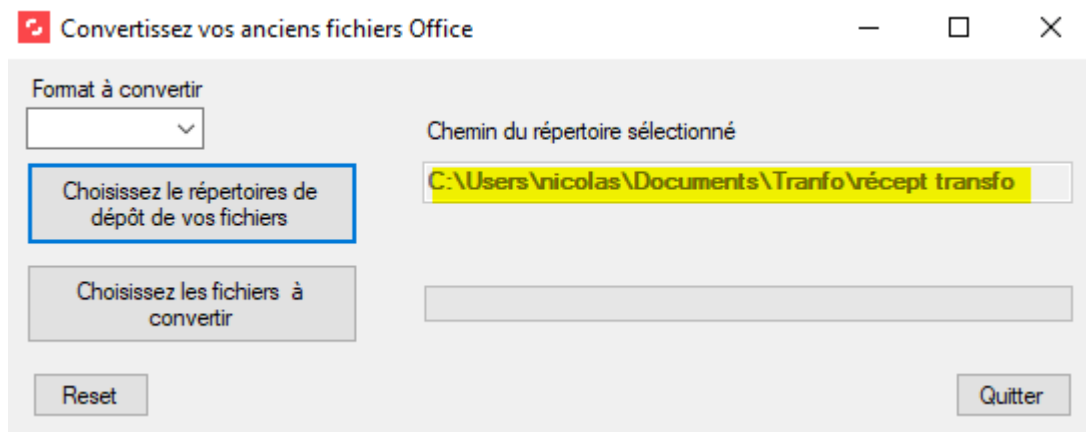 Convertissez vos anciens fichiers Office
Format à convertir
Chemin du répertoire sélectionné
Choisissez le répertoires de
dépôt de vos fichiers
C:\Users\nicolas\Documents\Tranfo\récept transfo
Choisissez les fichiers à
convertir
Reset
Quitter